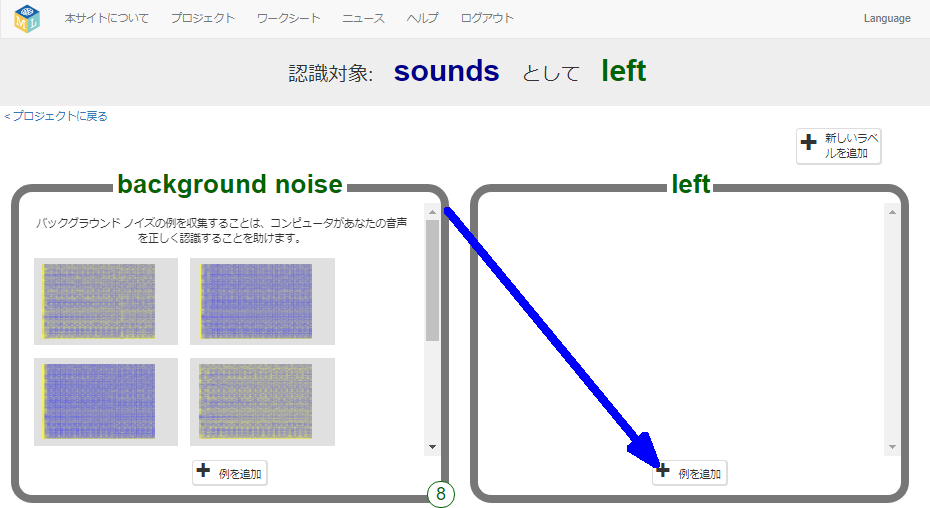 ML
本サイトについて プロジェクト ワークシート ニュース ヘルプ ログアウト Language
認識対象: sounds として left
< プロジェクトに戻る
新しいラベ
ルを追加
background noise
バックグラウンド ノイズの例を収集することは、コンピュータがあなたの音声
を正しく認識することを助けます。
例を追加
8
left
例を追加